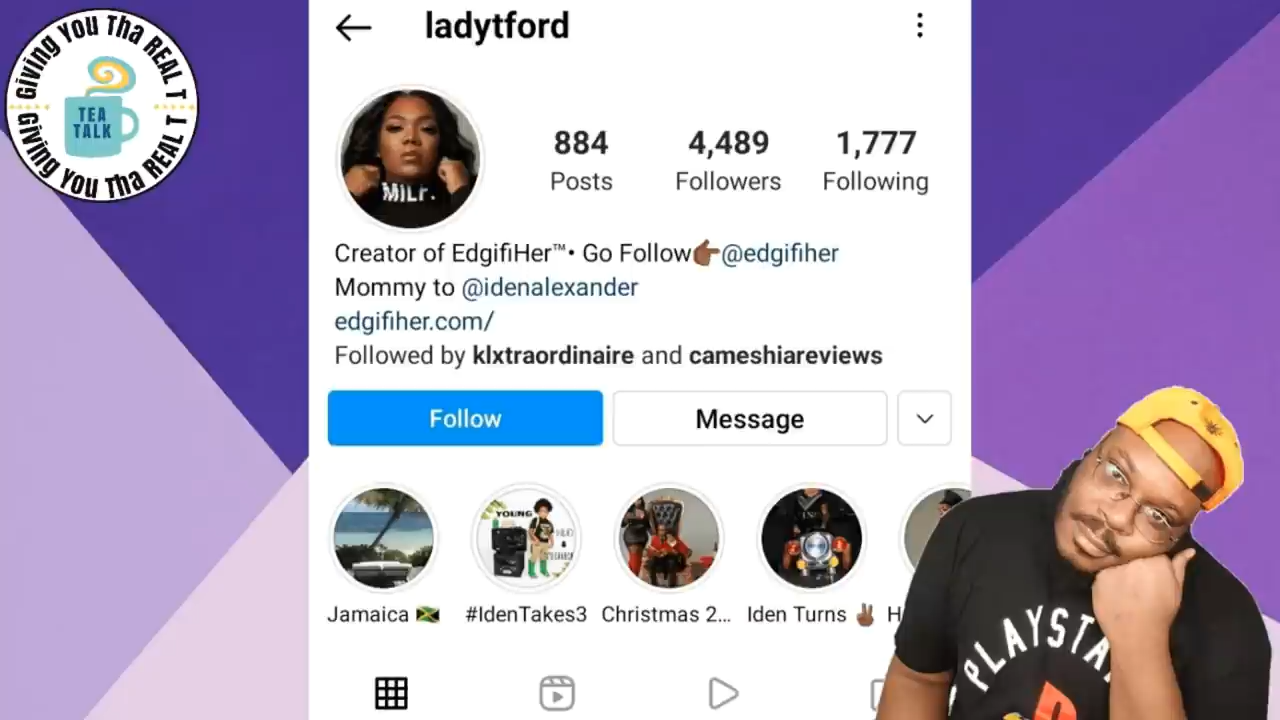 Giving You Tha REAL T
TEA
TALK
Giving You Tha REAL T
ladytford
MILF.
884
4,489
1,777
Posts
Followers
Following
Creator of EdgifiHer™• Go Follow👉🏾@edgifiher
Mommy to @idenalexander
edgifiher.com/
Followed by klxtraordinaire and cameshiareviews
Follow
Message
YOUNG
Jamaica 🇯🇲
#IdenTakes3
Christmas 2...
Iden Turns ✌🏾
H
PLAYSTA